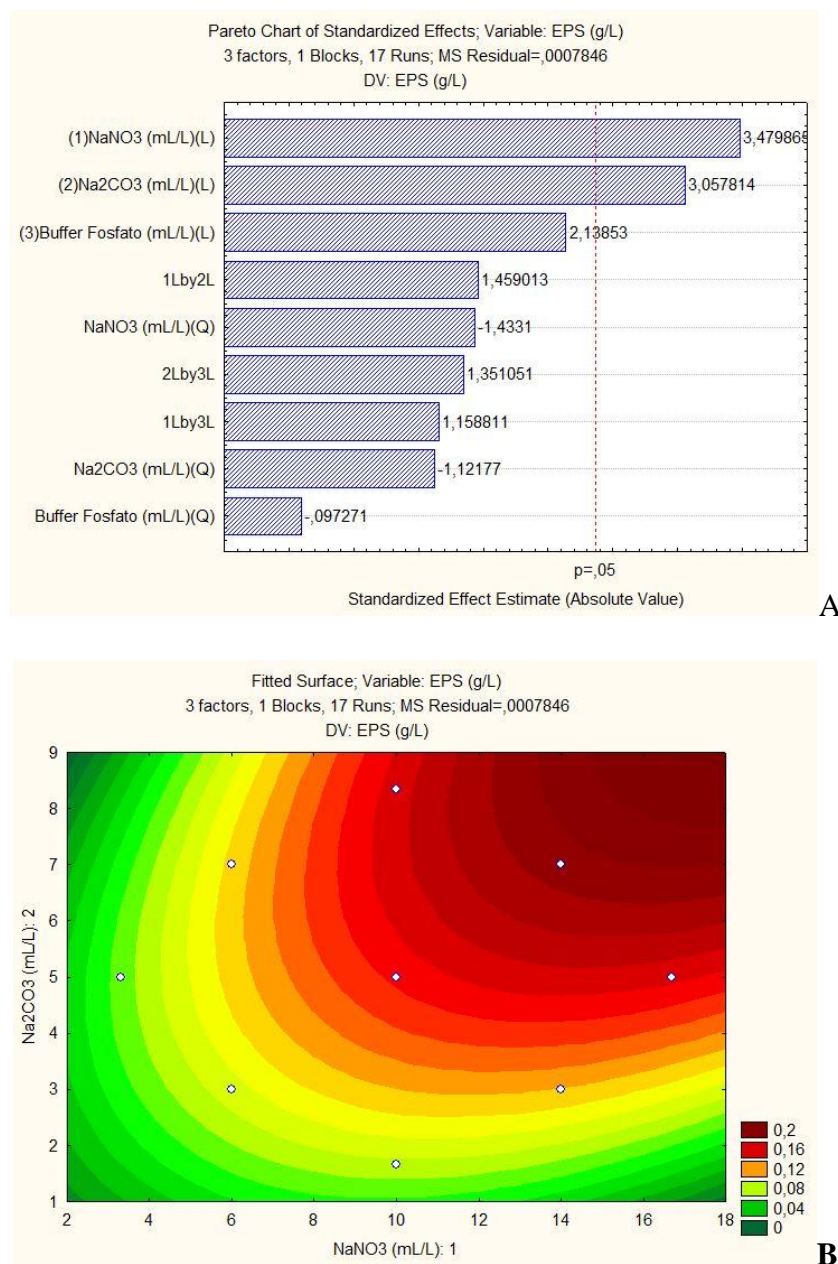 Pareto Chart of Standardized Effects; Variable: EPS (g/L)
3 factors, 1 Blocks, 17 Runs; MS Residual=,0007846
DV: EPS (g/L)
(1)NaNO3 (mL/L)(L)
3,479868
(2)Na2CO3 (mL/L)(L)
3,057814
(3)Buffer Fosfato (mL/L)(L)
2,13853
1Lby2L
1,459013
NaNO3 (mL/L)(Q)
-1,4331
2Lby3L
1,351051
1Lby3L
1,158811
Na2CO3 (mL/L)(Q)
-1,12177
Buffer Fosfato (mL/L)(Q)
-,097271
p=,05
Standardized Effect Estimate (Absolute Value)
A
Fitted Surface; Variable: EPS (g/L)
3 factors, 1 Blocks, 17 Runs; MS Residual=,0007846
DV: EPS (g/L)
9
8
7
6
5
4
3
2
1
Na2CO3 (mL/L): 2
2 4 6 8 10 12 14 16 18
NaNO3 (mL/L): 1
0,2
0,16
0,12
0,08
0,04
0
B